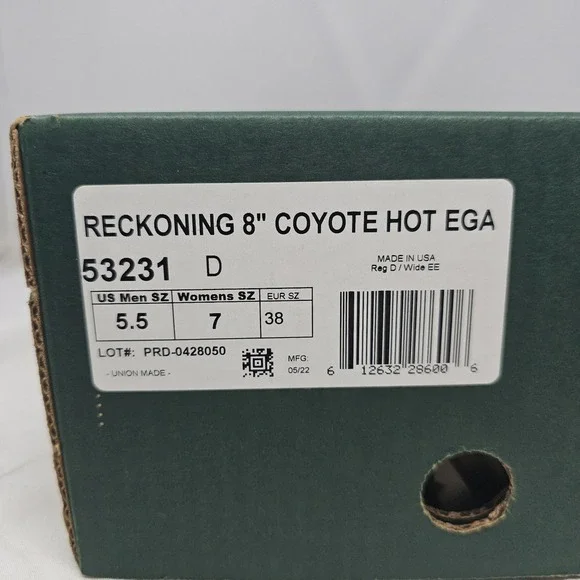 RECKONING 8" COYOTE HOT EGA
53231 D
MADE IN USA
Reg D / Wide EE
US Men SZ Womens SZ EUR SZ
5.5 7 38
LOT#: PRD-0428050
- UNION MADE -
MFG.
05/22
6 12632 28600 6